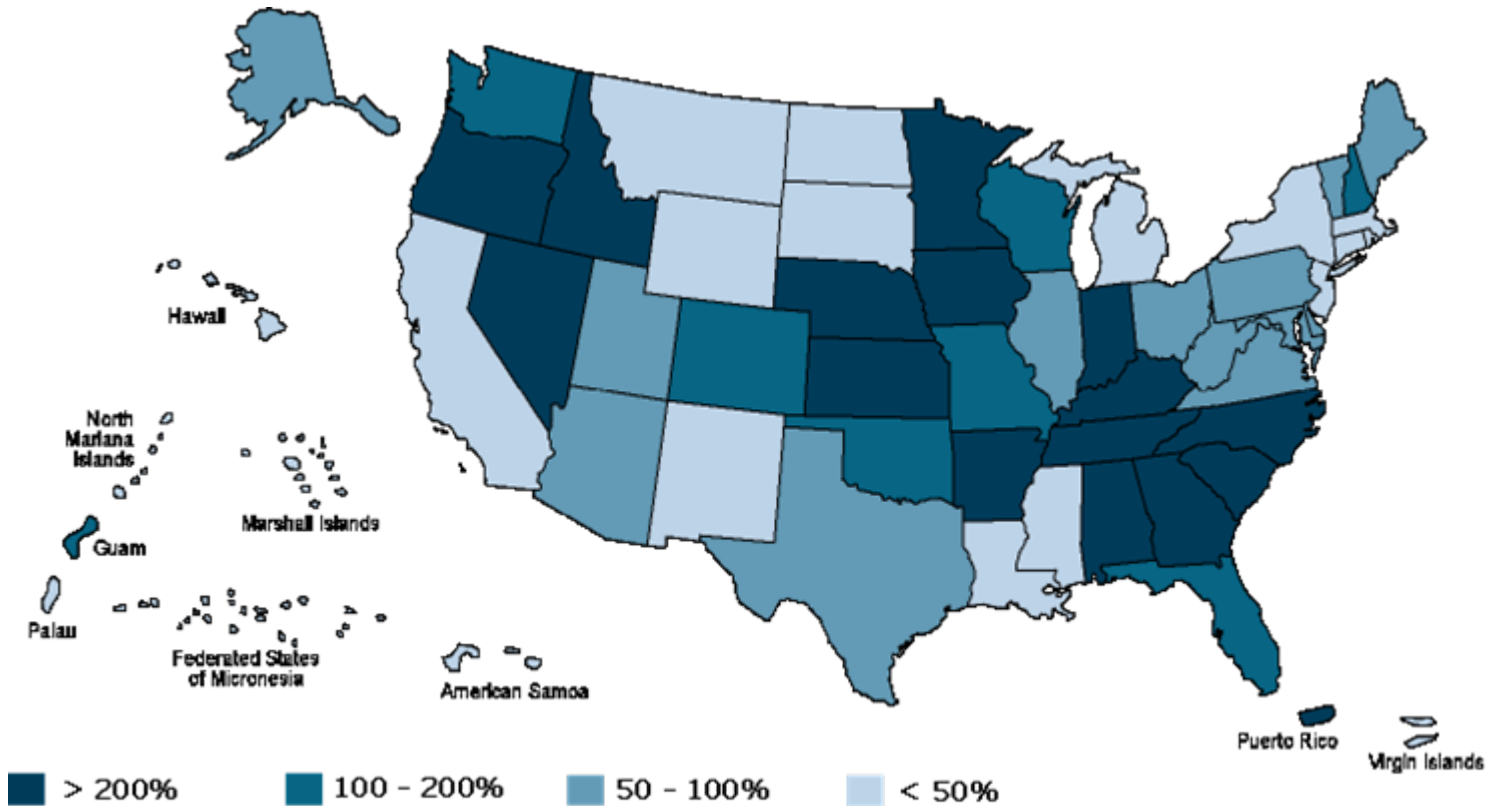 Hawaii
North
Mariana
Islands
Marshall Islands
Guam
Palau
Federated States
of Micronesia
American Samoa
Puerto Rico
Virgin Islands
> 200%
100 - 200%
50 - 100%
< 50%